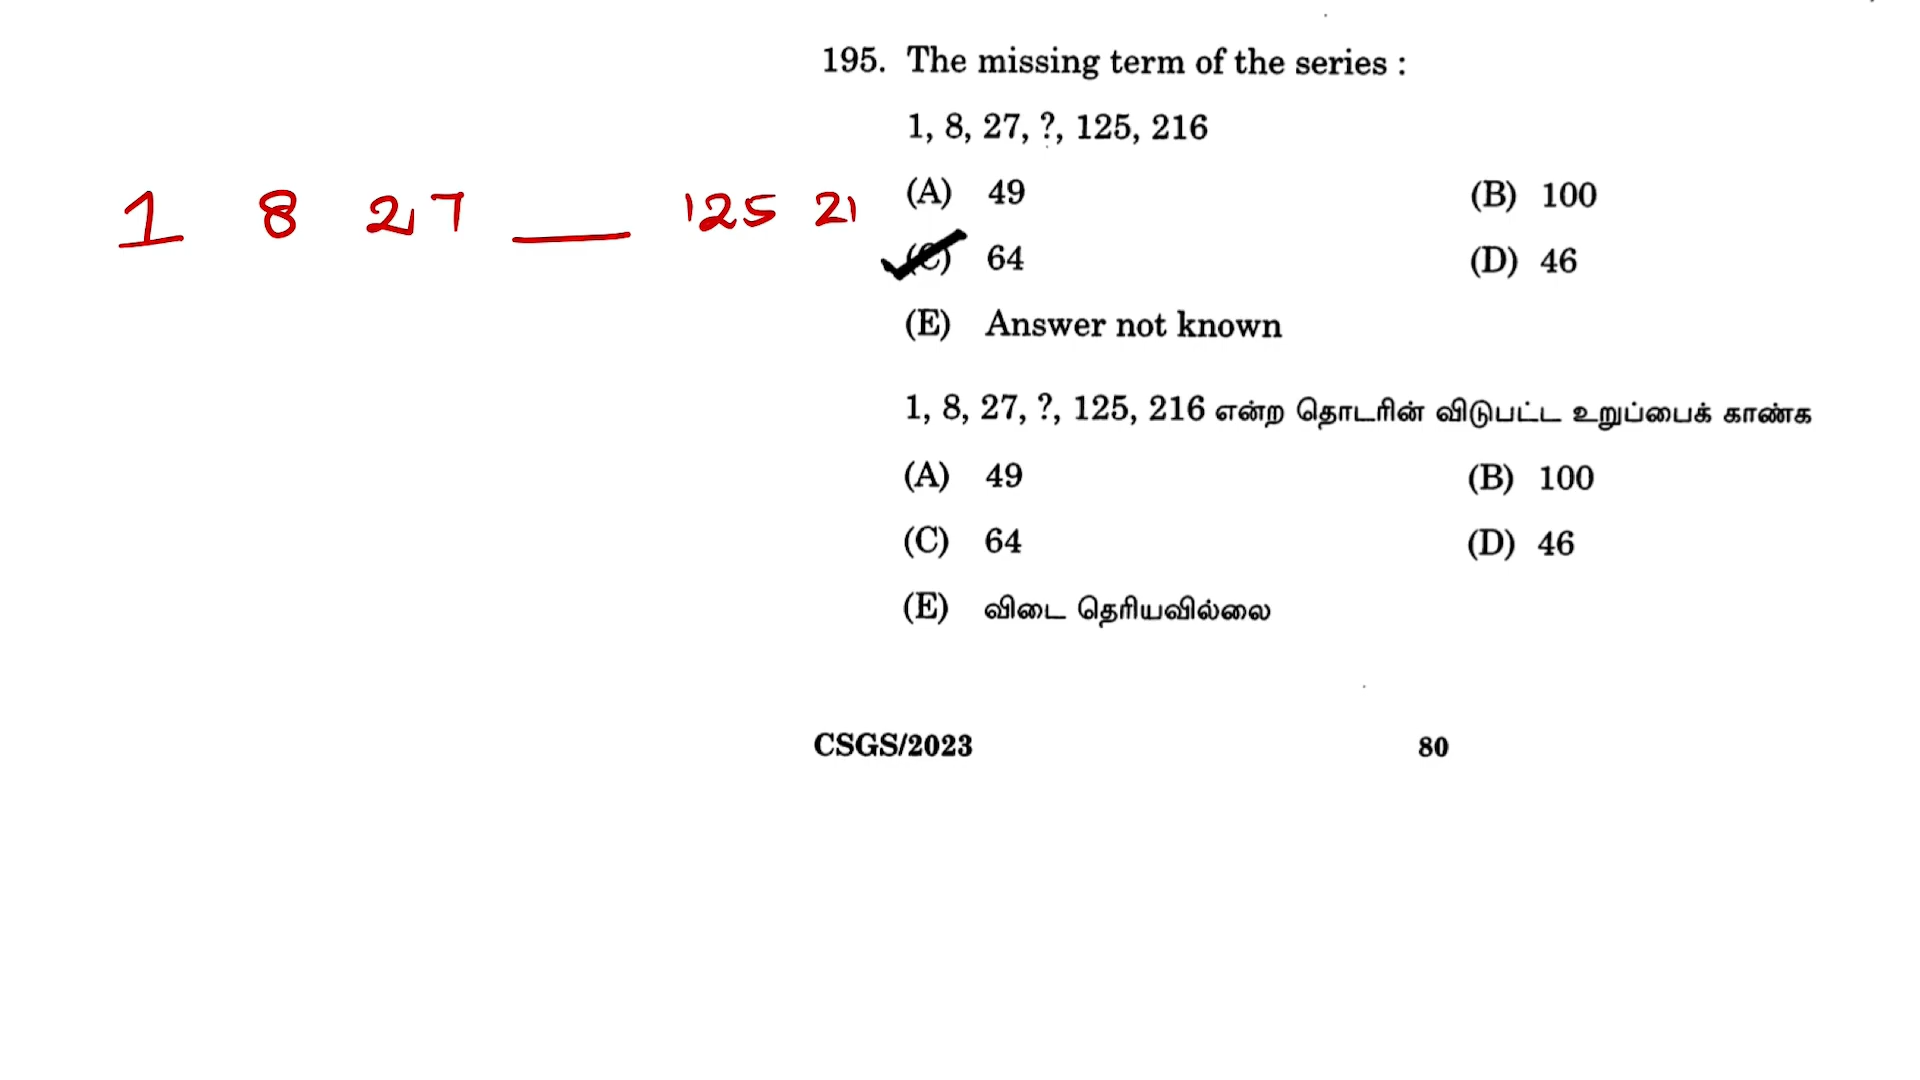 195. The missing term of the series :
1, 8, 27, ?, 125, 216
1 8 27 __ 125 21
(A) 49 (B) 100
(C) 64 (D) 46
(E) Answer not known
1, 8, 27, ?, 125, 216 என்ற தொடரின் விடுபட்ட உறுப்பைக் காண்க
(A) 49 (B) 100
(C) 64 (D) 46
(E) விடை தெரியவில்லை
CSGS/2023 80